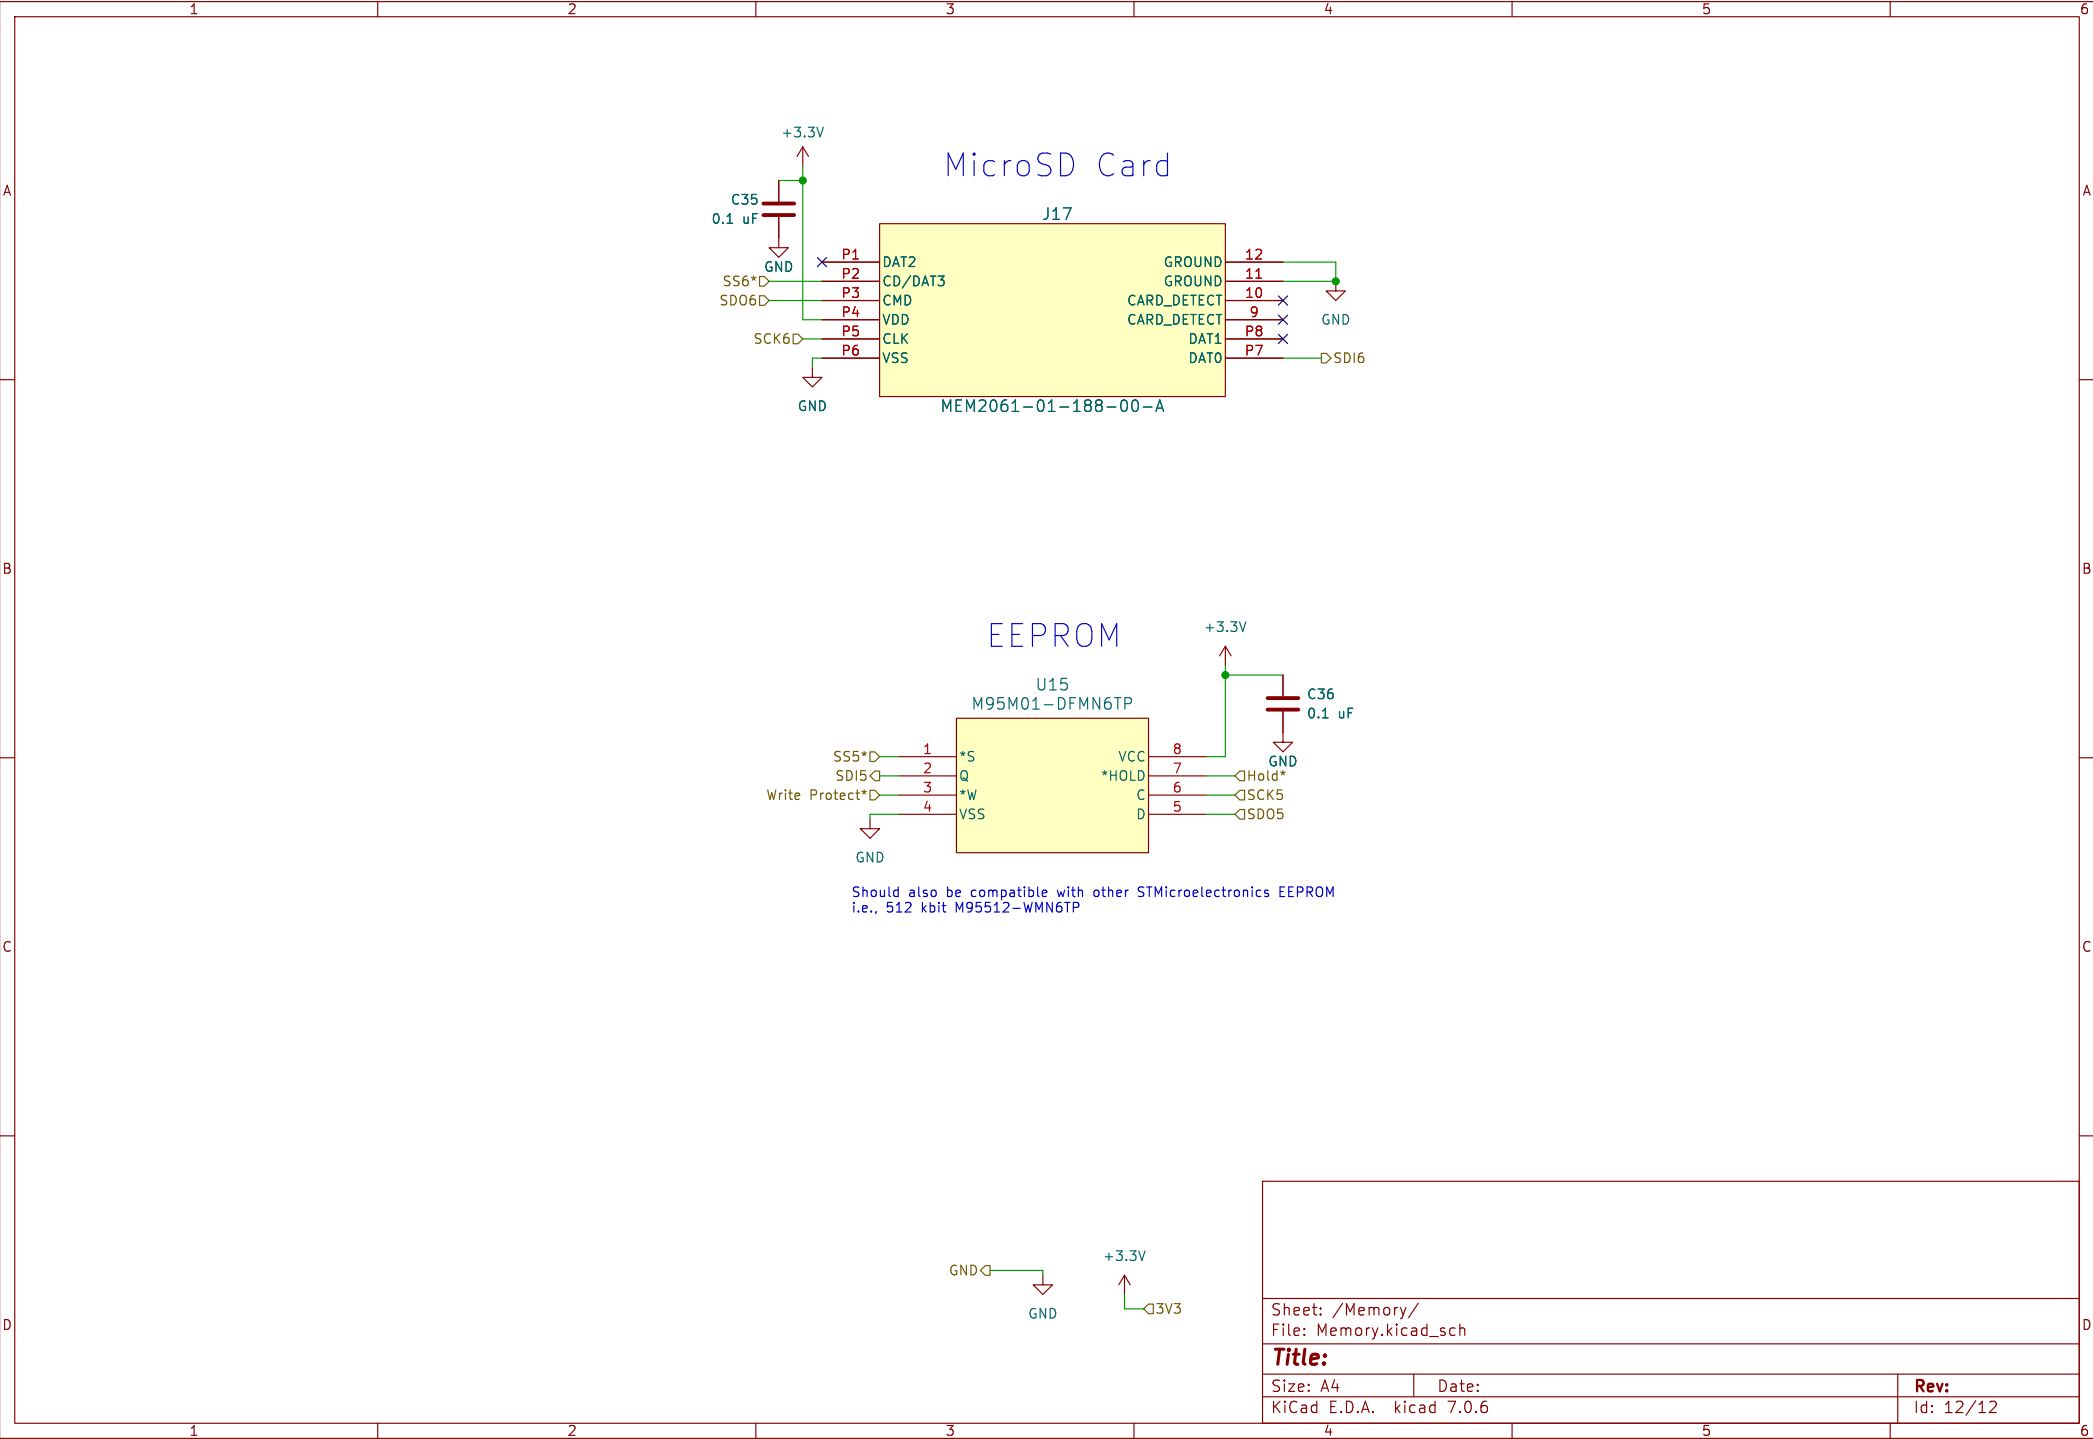 1 2 3 4 5 6
A A
B B
C C
D D
+3.3V
MicroSD Card
C35
0.1 uF
GND
J17
P1 DAT2
SS6* P2 CD/DAT3
SDO6 P3 CMD
P4 VDD
SCK6 P5 CLK
P6 VSS
GND
GROUND 12
GROUND 11
CARD_DETECT 10
CARD_DETECT 9
DAT1 P8
DAT0 P7 SDI6
GND
MEM2061-01-188-00-A
EEPROM
+3.3V
U15
M95M01-DFMN6TP
C36
0.1 uF
GND
SS5* 1 *S
SDI5 2 Q
Write Protect* 3 *W
4 VSS
GND
VCC 8
*HOLD 7 Hold*
C 6 SCK5
D 5 SDO5
Should also be compatible with other STMicroelectronics EEPROM
i.e., 512 kbit M95512-WMN6TP
GND
GND
+3.3V
3V3
Sheet: /Memory/
File: Memory.kicad_sch
Title:
Size: A4 Date: Rev:
KiCad E.D.A. kicad 7.0.6 Id: 12/12
1 2 3 4 5 6